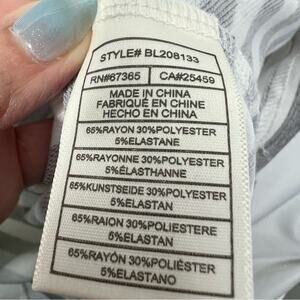 STYLE# BL208133
RN#67365 CA#25459
MADE IN CHINA
FABRIQUÉ EN CHINE
HECHO EN CHINA
65%RAYON 30%POLYESTER
5%ELASTANE
65%RAYONNE 30%POLYESTER
5%ÉLASTHANNE
65%KUNSTSEIDE 30%POLYESTER
5%ELASTAN
65%RAION 30%POLIESTERE
5%ELASTAN
65%RAYÓN 30%POLIÉSTER
5%ELASTANO